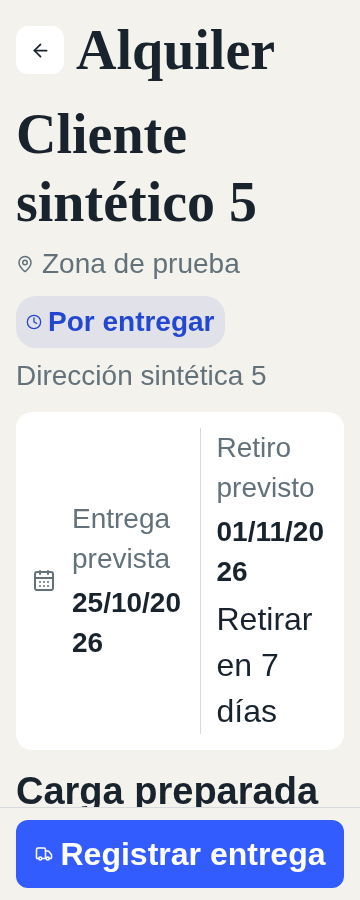 Alquiler
Cliente
sintético 5
Zona de prueba
Por entregar
Dirección sintética 5
Entrega
prevista
25/10/20
26
Retiro
previsto
01/11/20
26
Retirar
en 7
días
Carga preparada
Registrar entrega